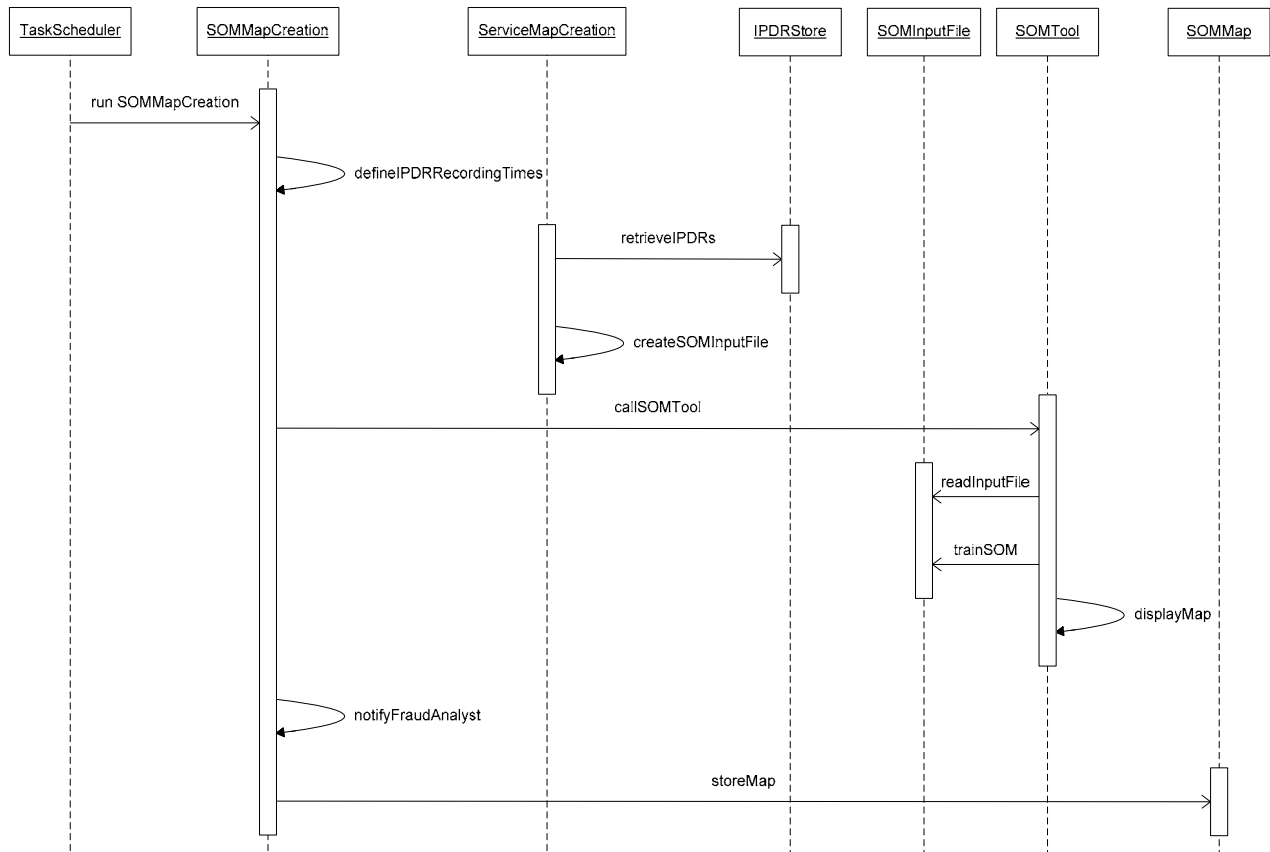 TaskScheduler
SOMMapCreation
ServiceMapCreation
IPDRStore
SOMInputFile
SOMTool
SOMMap
run SOMMapCreation
defineIPDRRecordingTimes
retrieveIPDRs
createSOMInputFile
callSOMTool
readInputFile
trainSOM
displayMap
notifyFraudAnalyst
storeMap